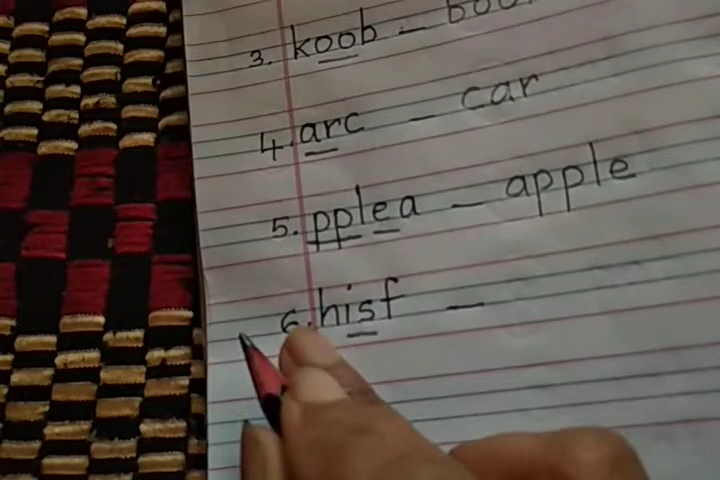 3. koob –
4. arc – car
5. pplea – apple
6. hisf –